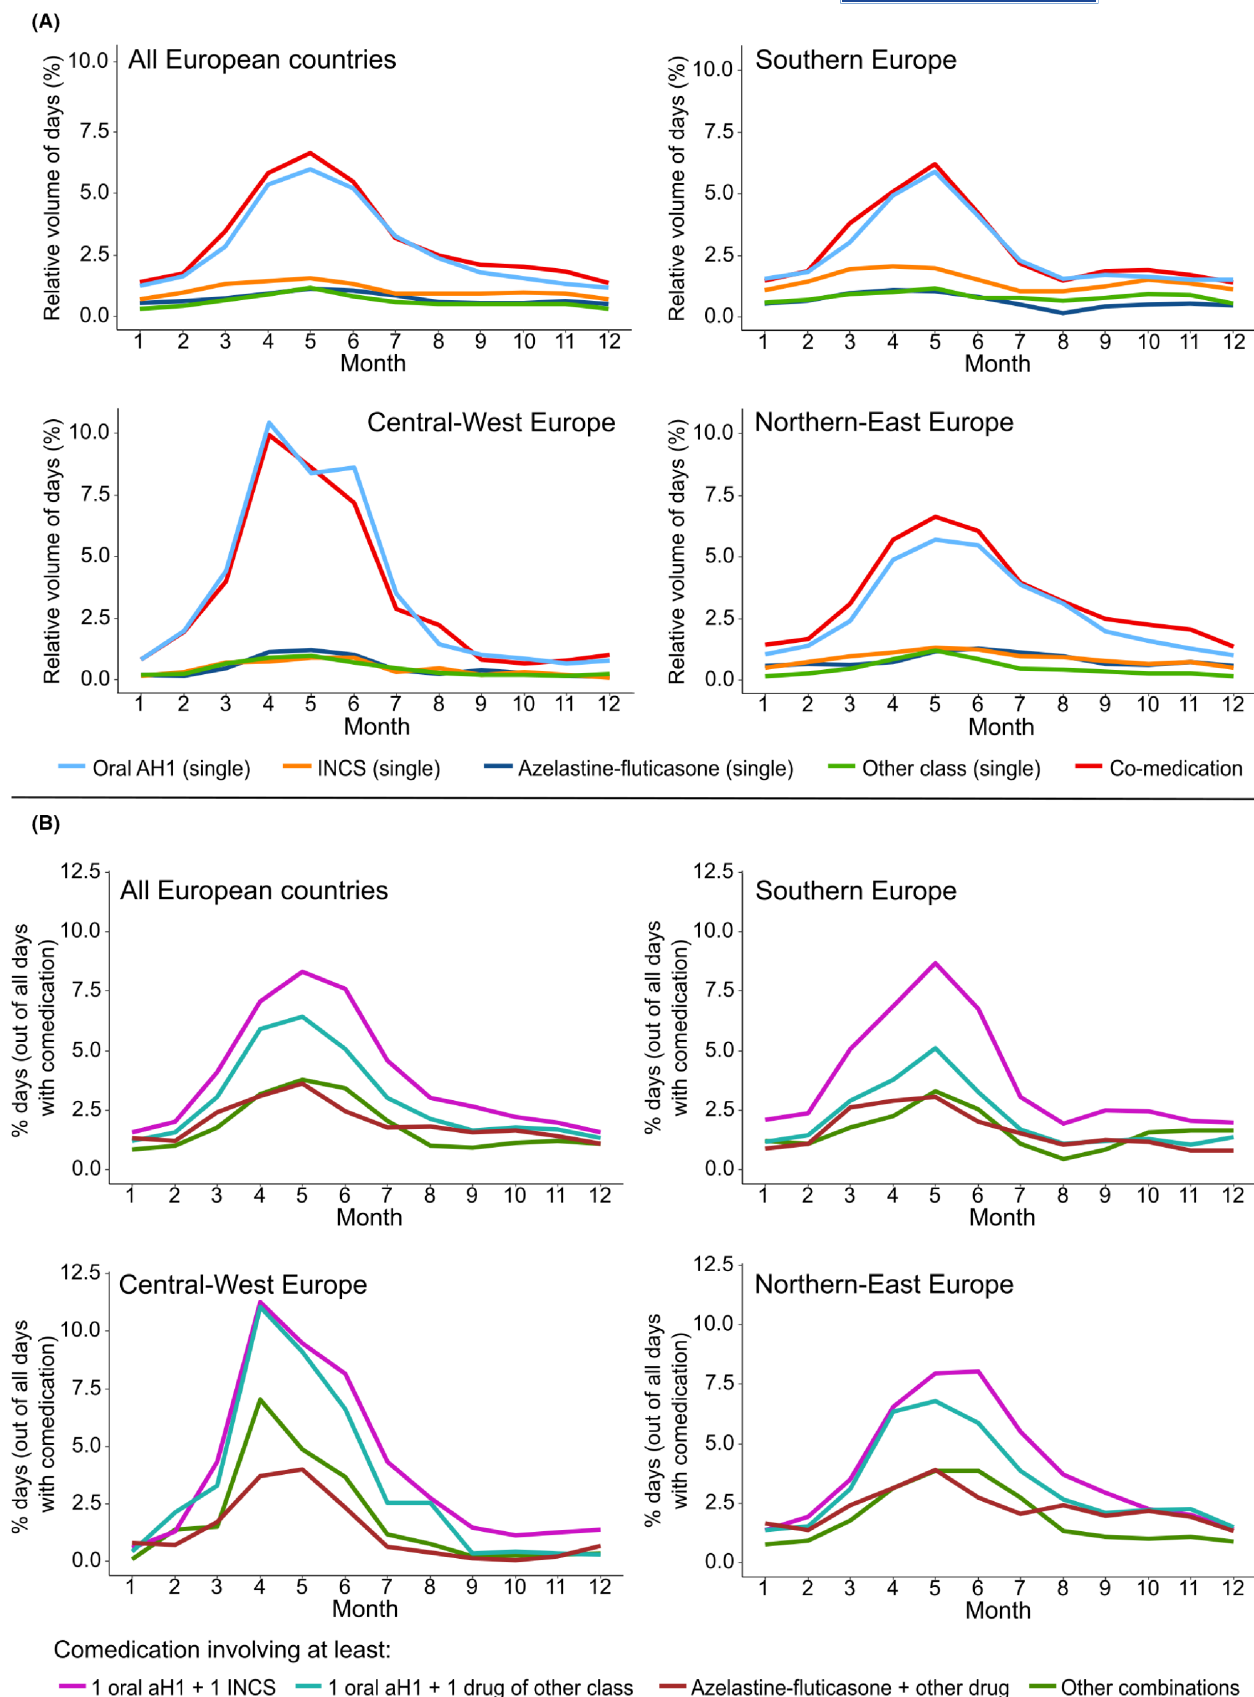 (A)
All European countries
Relative volume of days (%)
10.0
7.5
5.0
2.5
0.0
1 2 3 4 5 6 7 8 9 10 11 12
Month
Southern Europe
Relative volume of days (%)
10.0
7.5
5.0
2.5
0.0
1 2 3 4 5 6 7 8 9 10 11 12
Month
Central-West Europe
Relative volume of days (%)
10.0
7.5
5.0
2.5
0.0
1 2 3 4 5 6 7 8 9 10 11 12
Month
Northern-East Europe
Relative volume of days (%)
10.0
7.5
5.0
2.5
0.0
1 2 3 4 5 6 7 8 9 10 11 12
Month
Oral AH1 (single) INCS (single) Azelastine-fluticasone (single) Other class (single) Co-medication
(B)
All European countries
% days (out of all days
with comedication)
12.5
10.0
7.5
5.0
2.5
0.0
1 2 3 4 5 6 7 8 9 10 11 12
Month
Southern Europe
% days (out of all days
with comedication)
12.5
10.0
7.5
5.0
2.5
0.0
1 2 3 4 5 6 7 8 9 10 11 12
Month
Central-West Europe
% days (out of all days
with comedication)
12.5
10.0
7.5
5.0
2.5
0.0
1 2 3 4 5 6 7 8 9 10 11 12
Month
Northern-East Europe
% days (out of all days
with comedication)
12.5
10.0
7.5
5.0
2.5
0.0
1 2 3 4 5 6 7 8 9 10 11 12
Month
Comedication involving at least:
1 oral aH1 + 1 INCS 1 oral aH1 + 1 drug of other class Azelastine-fluticasone + other drug Other combinations